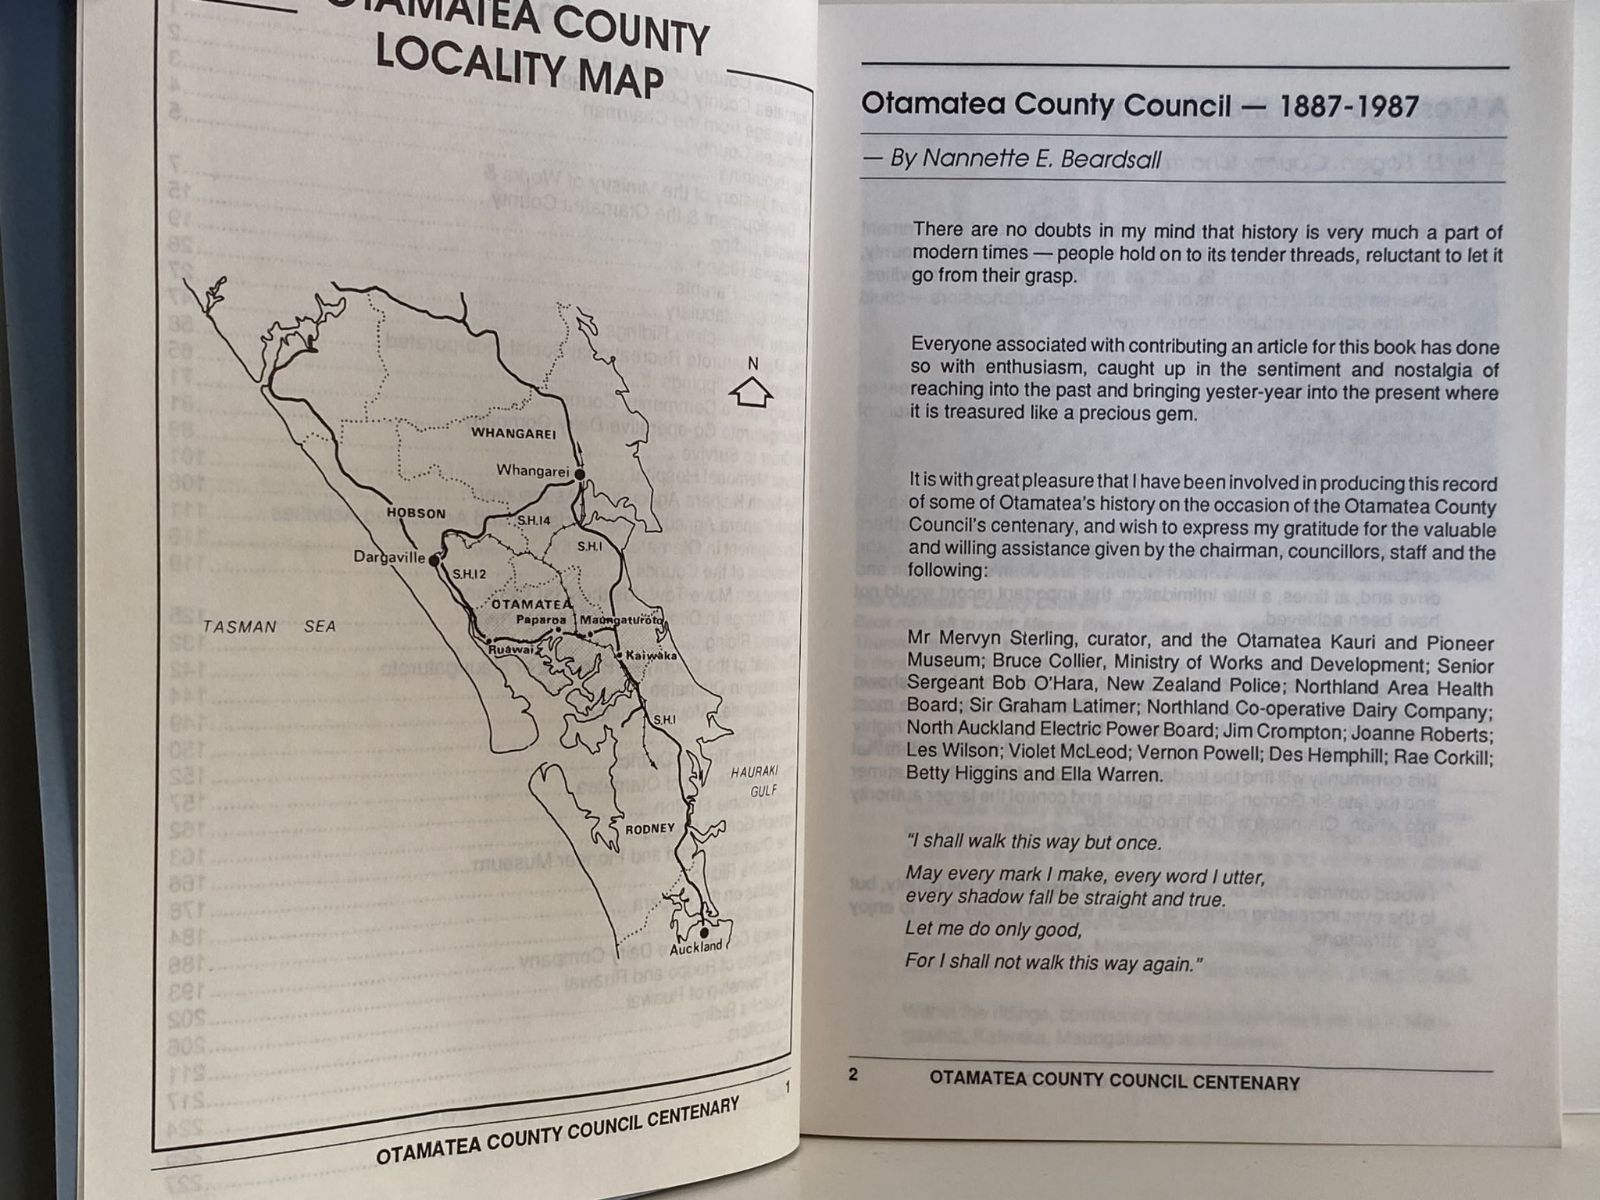 OTAMATEA COUNTY
LOCALITY MAP
N
WHANGAREI
Whangarei
HOBSON
S.H.14
S.H.1
Dargaville
S.H.12
OTAMATEA
Paparoa
Maungaturoto
TASMAN SEA
Ruawai
Kaiwaka
S.H.1
HAURAKI
GULF
RODNEY
Auckland
1
OTAMATEA COUNTY COUNCIL CENTENARY
Otamatea County Council — 1887-1987
— By Nannette E. Beardsall
There are no doubts in my mind that history is very much a part of
modern times — people hold on to its tender threads, reluctant to let it
go from their grasp.
Everyone associated with contributing an article for this book has done
so with enthusiasm, caught up in the sentiment and nostalgia of
reaching into the past and bringing yester-year into the present where
it is treasured like a precious gem.
It is with great pleasure that I have been involved in producing this record
of some of Otamatea's history on the occasion of the Otamatea County
Council's centenary, and wish to express my gratitude for the valuable
and willing assistance given by the chairman, councillors, staff and the
following:
Mr Mervyn Sterling, curator, and the Otamatea Kauri and Pioneer
Museum; Bruce Collier, Ministry of Works and Development; Senior
Sergeant Bob O'Hara, New Zealand Police; Northland Area Health
Board; Sir Graham Latimer; Northland Co-operative Dairy Company;
North Auckland Electric Power Board; Jim Crompton; Joanne Roberts;
Les Wilson; Violet McLeod; Vernon Powell; Des Hemphill; Rae Corkill;
Betty Higgins and Ella Warren.
"I shall walk this way but once.
May every mark I make, every word I utter,
every shadow fall be straight and true.
Let me do only good,
For I shall not walk this way again."
2 OTAMATEA COUNTY COUNCIL CENTENARY